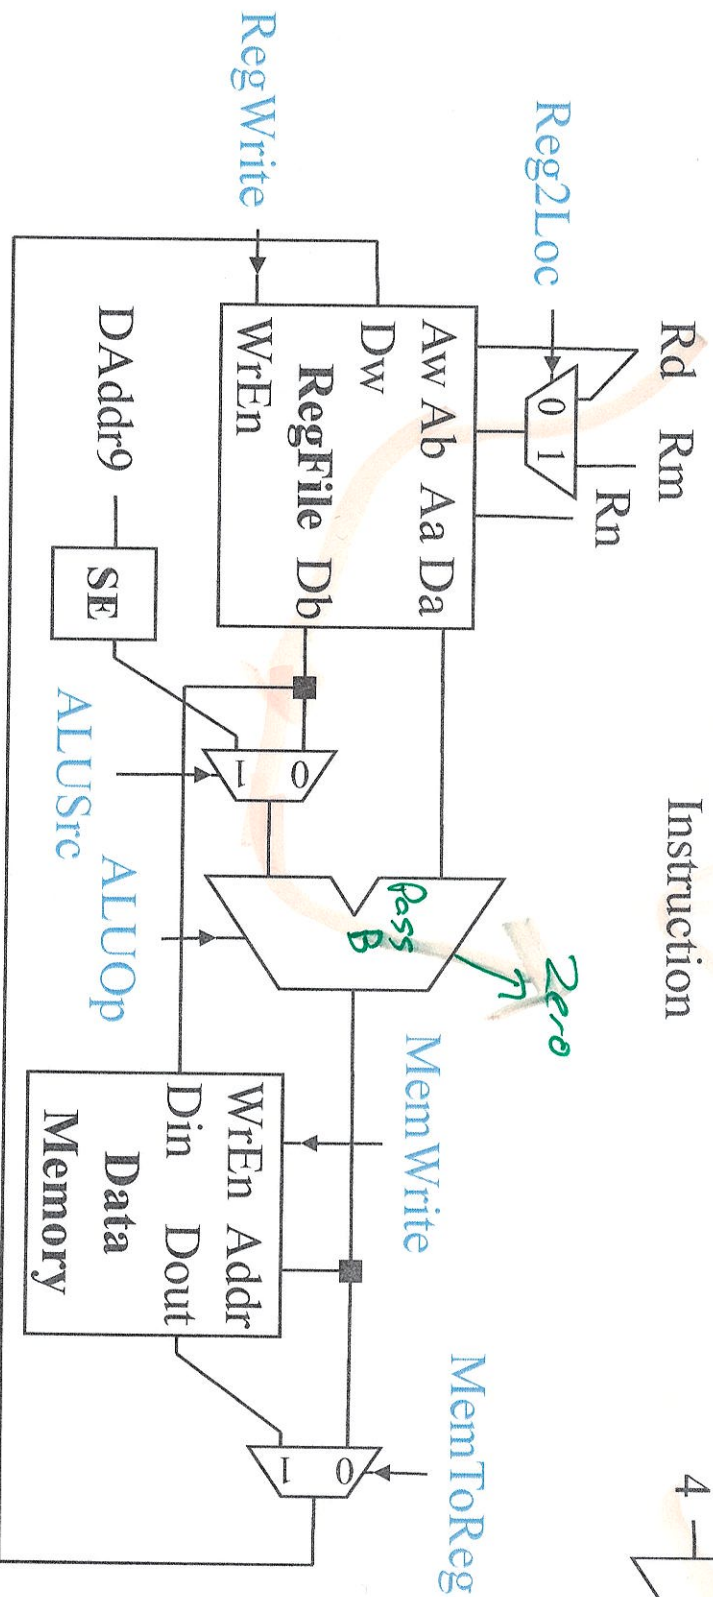 Instruction
4
Rd Rm
Rn
Reg2Loc
0 1
RegWrite
Aw Ab Aa Da
Dw
RegFile
Db
WrEn
DAddr9
SE
0
1
ALUSrc
ALUOp
Pass
B
Zero
MemWrite
WrEn Addr
Din Dout
Data
Memory
MemToReg
0
1